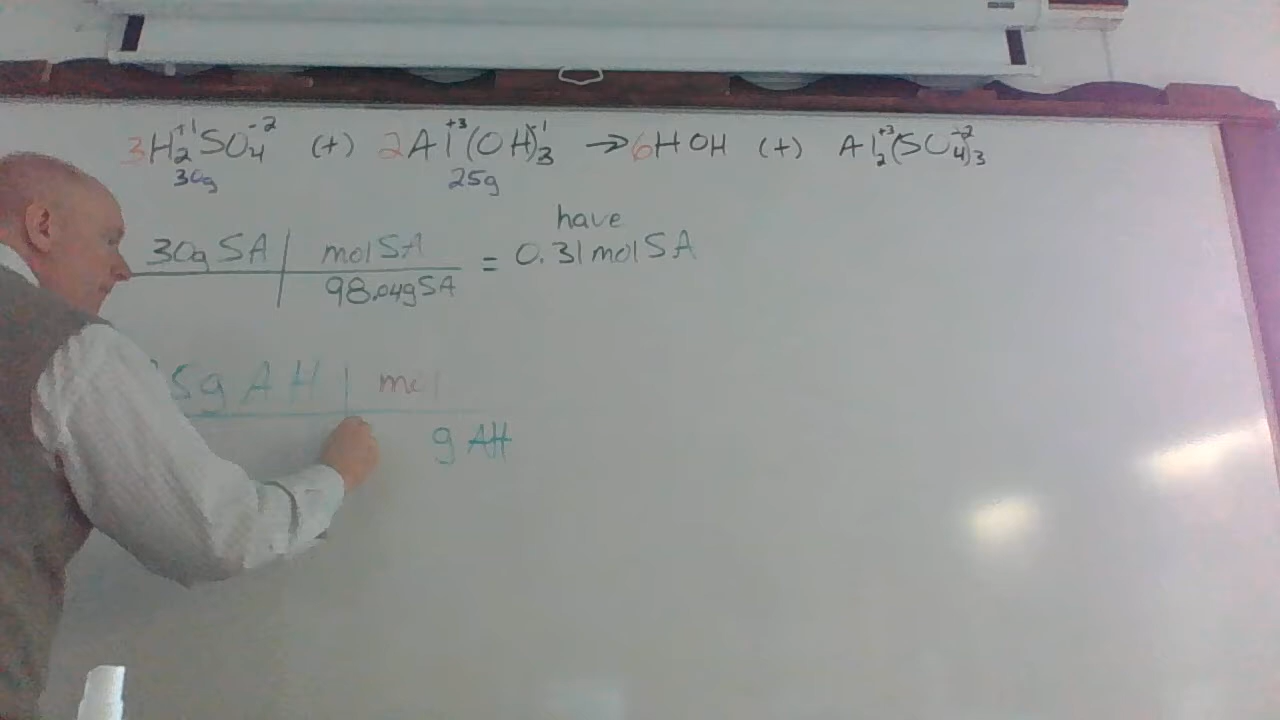 3H₂⁺¹SO₄⁻² (+) 2Al⁺³(OH)₃⁻¹ → 6HOH (+) Al₂⁺³(SO₄)₃⁻²
30g 25g
have
30g SA | mol SA = 0.31 mol SA
98.04g SA
5g AH | mol
g AH